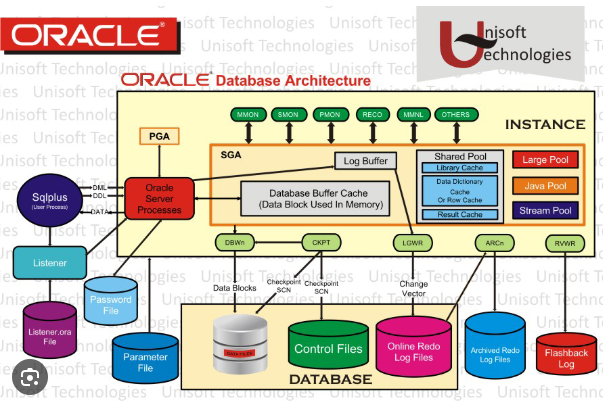 ORACLE®
Unisoft
Technologies
ORACLE® Database Architecture
MMON
SMON
PMON
RECO
MMNL
OTHERS
INSTANCE
PGA
SGA
Log Buffer
Shared Pool
Library Cache
Data Dictionary
Cache
Or Row Cache
Result Cache
Large Pool
Java Pool
Stream Pool
Database Buffer Cache
(Data Block Used In Memory)
Sqlplus
(User Process)
DML
DDL
DATA
Oracle
Server
Processes
DBWn
CKPT
LGWR
ARCn
RVWR
Listener
Data Blocks
Checkpoint
SCN
Checkpoint
SCN
Change
Vector
Password
File
Listener.ora
File
Parameter
File
DATABASE
Control Files
Online Redo
Log Files
Archived Redo
Log Files
Flashback
Log
Unisoft Technologies